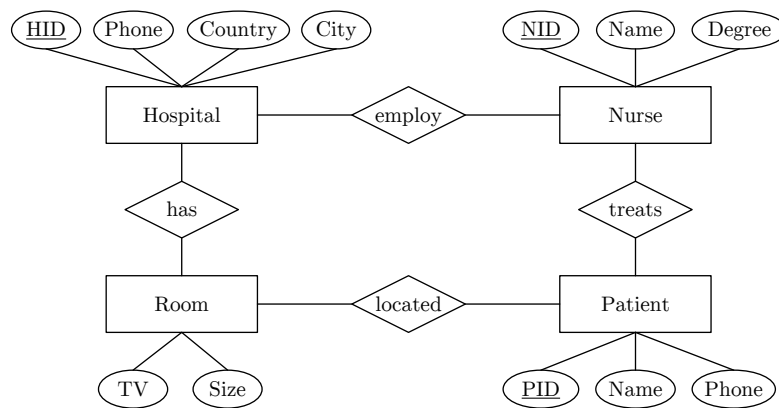 HID Phone Country City NID Name Degree
Hospital employ Nurse
has treats
Room located Patient
TV Size PID Name Phone